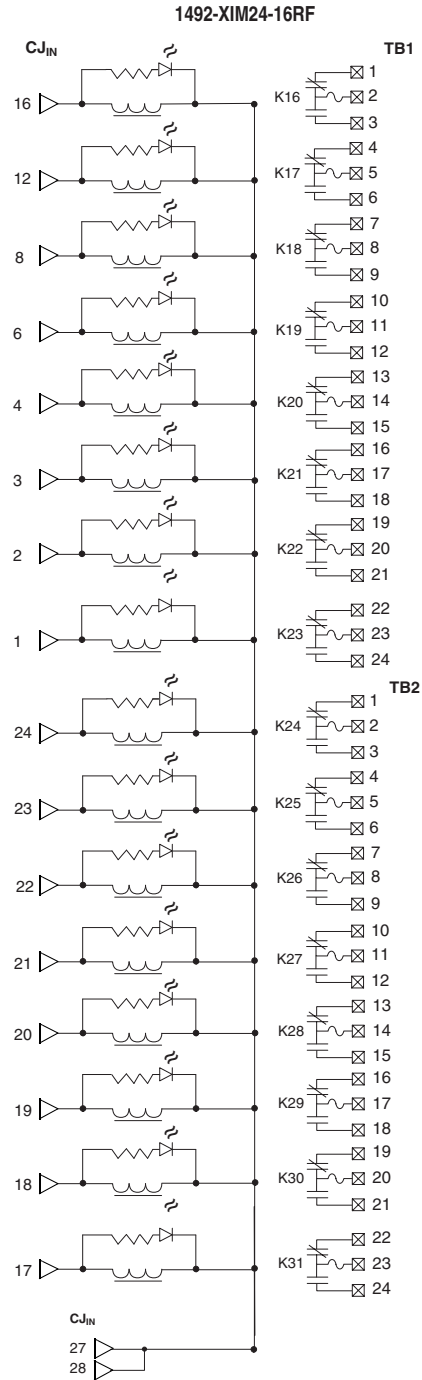 1492-XIM24-16RF
CJIN TB1
1
16 K16 2
3
4
12 K17 5
6
7
8 K18 8
9
10
6 K19 11
12
13
4 K20 14
15
16
3 K21 17
18
19
2 K22 20
21
22
1 K23 23
24
TB2
1
24 K24 2
3
4
23 K25 5
6
7
22 K26 8
9
10
21 K27 11
12
13
20 K28 14
15
16
19 K29 17
18
19
18 K30 20
21
22
17 K31 23
24
CJIN
27
28